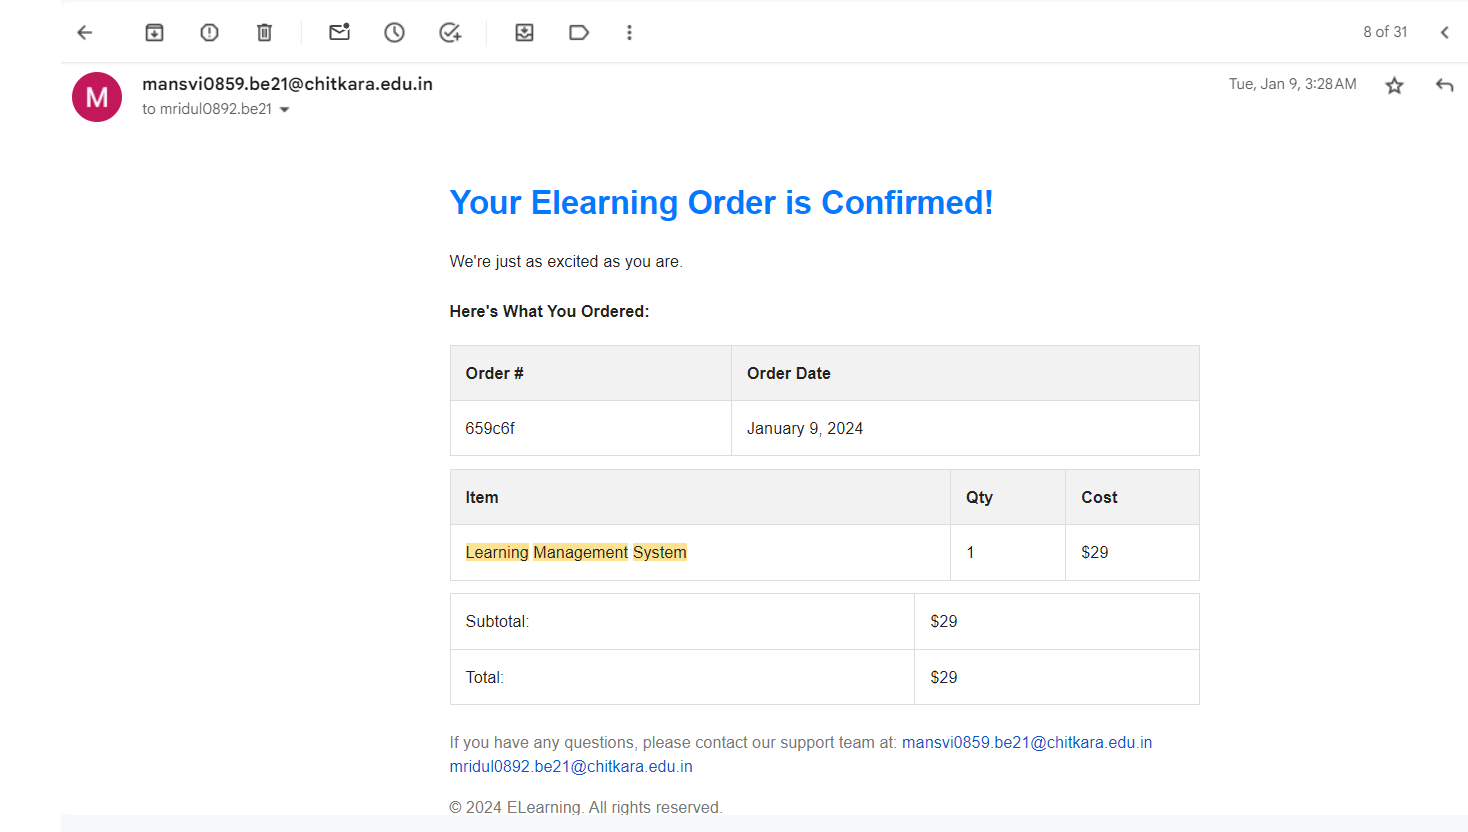 8 of 31
M
mansvi0859.be21@chitkara.edu.in
Tue, Jan 9, 3:28 AM
to mridul0892.be21
Your Elearning Order is Confirmed!
We're just as excited as you are.
Here's What You Ordered:
Order # Order Date
659c6f January 9, 2024
Item Qty Cost
Learning Management System 1 $29
Subtotal: $29
Total: $29
If you have any questions, please contact our support team at: mansvi0859.be21@chitkara.edu.in
mridul0892.be21@chitkara.edu.in
© 2024 ELearning. All rights reserved.